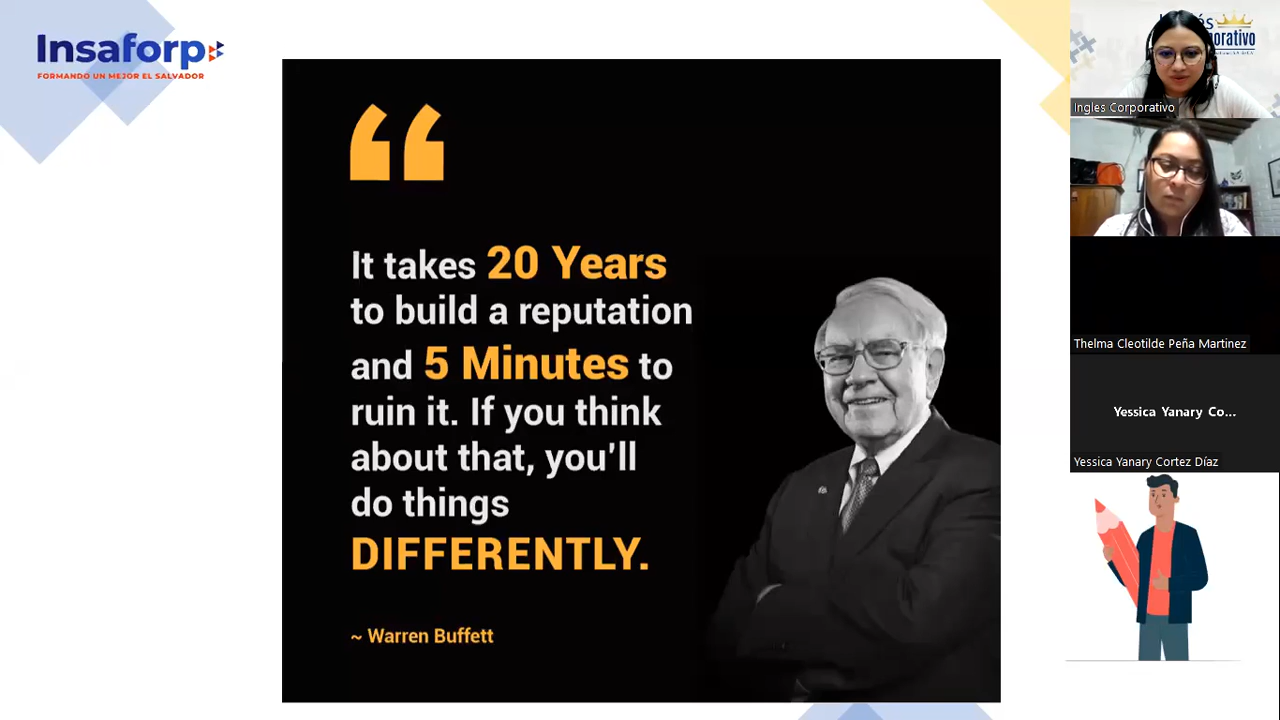 Insaforp
FORMANDO UN MEJOR EL SALVADOR
It takes 20 Years
to build a reputation
and 5 Minutes to
ruin it. If you think
about that, you'll
do things
DIFFERENTLY.
~ Warren Buffett
Ingles Corporativo
Thelma Cleotilde Peña Martinez
Yessica Yanary Co...
Yessica Yanary Cortez Díaz